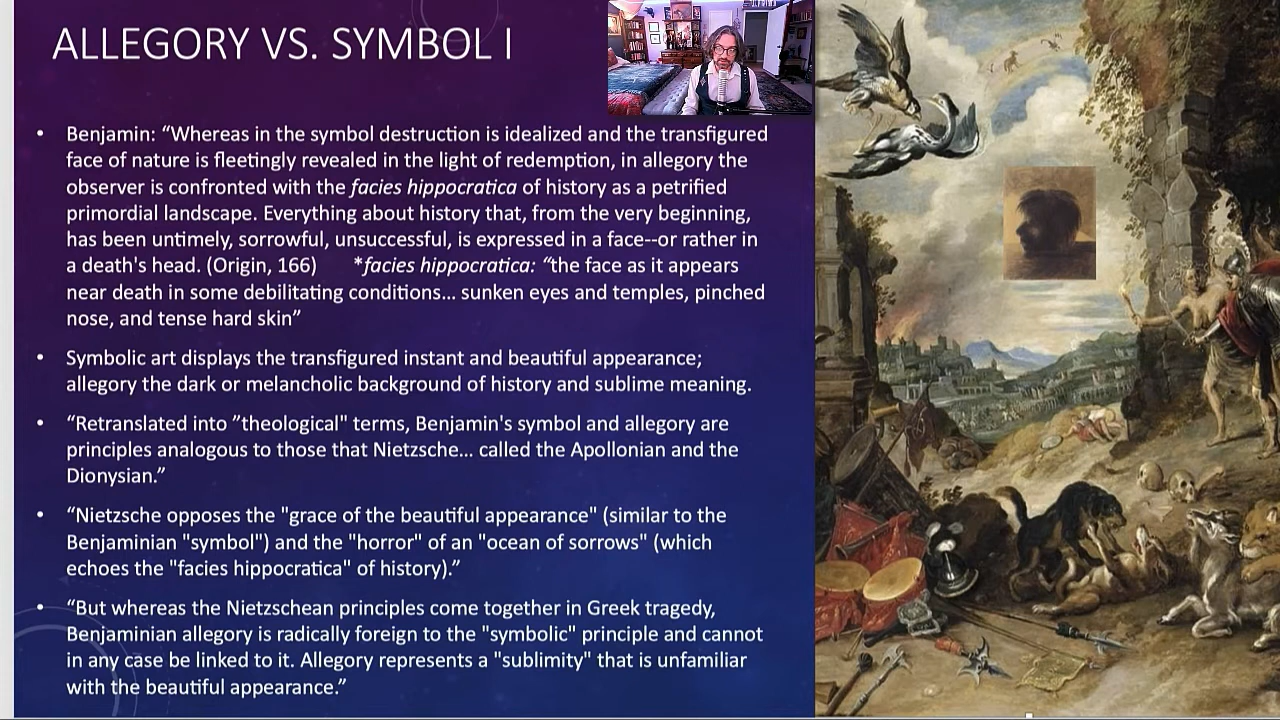 ALLEGORY VS. SYMBOL I
• Benjamin: “Whereas in the symbol destruction is idealized and the transfigured
face of nature is fleetingly revealed in the light of redemption, in allegory the
observer is confronted with the facies hippocratica of history as a petrified
primordial landscape. Everything about history that, from the very beginning,
has been untimely, sorrowful, unsuccessful, is expressed in a face--or rather in
a death's head. (Origin, 166) *facies hippocratica: “the face as it appears
near death in some debilitating conditions... sunken eyes and temples, pinched
nose, and tense hard skin”
• Symbolic art displays the transfigured instant and beautiful appearance;
allegory the dark or melancholic background of history and sublime meaning.
• “Retranslated into ”theological" terms, Benjamin's symbol and allegory are
principles analogous to those that Nietzsche... called the Apollonian and the
Dionysian.”
• “Nietzsche opposes the "grace of the beautiful appearance" (similar to the
Benjaminian "symbol") and the "horror" of an "ocean of sorrows" (which
echoes the "facies hippocratica" of history).”
• “But whereas the Nietzschean principles come together in Greek tragedy,
Benjaminian allegory is radically foreign to the "symbolic" principle and cannot
in any case be linked to it. Allegory represents a "sublimity" that is unfamiliar
with the beautiful appearance.”